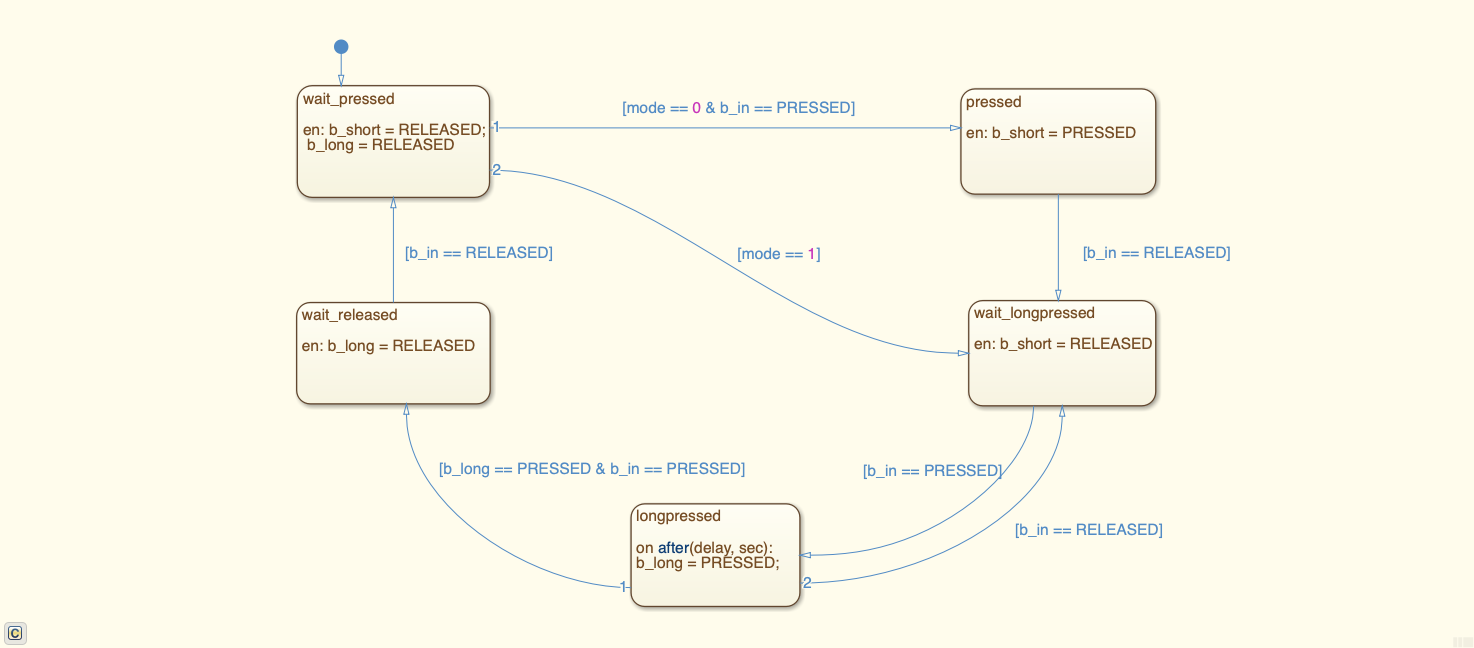 wait_pressed
en: b_short = RELEASED;
b_long = RELEASED
1
[mode == 0 & b_in == PRESSED]
pressed
en: b_short = PRESSED
2
[b_in == RELEASED]
[mode == 1]
[b_in == RELEASED]
wait_released
en: b_long = RELEASED
wait_longpressed
en: b_short = RELEASED
[b_long == PRESSED & b_in == PRESSED]
[b_in == PRESSED]
longpressed
on after(delay, sec):
b_long = PRESSED;
[b_in == RELEASED]
1
2
C